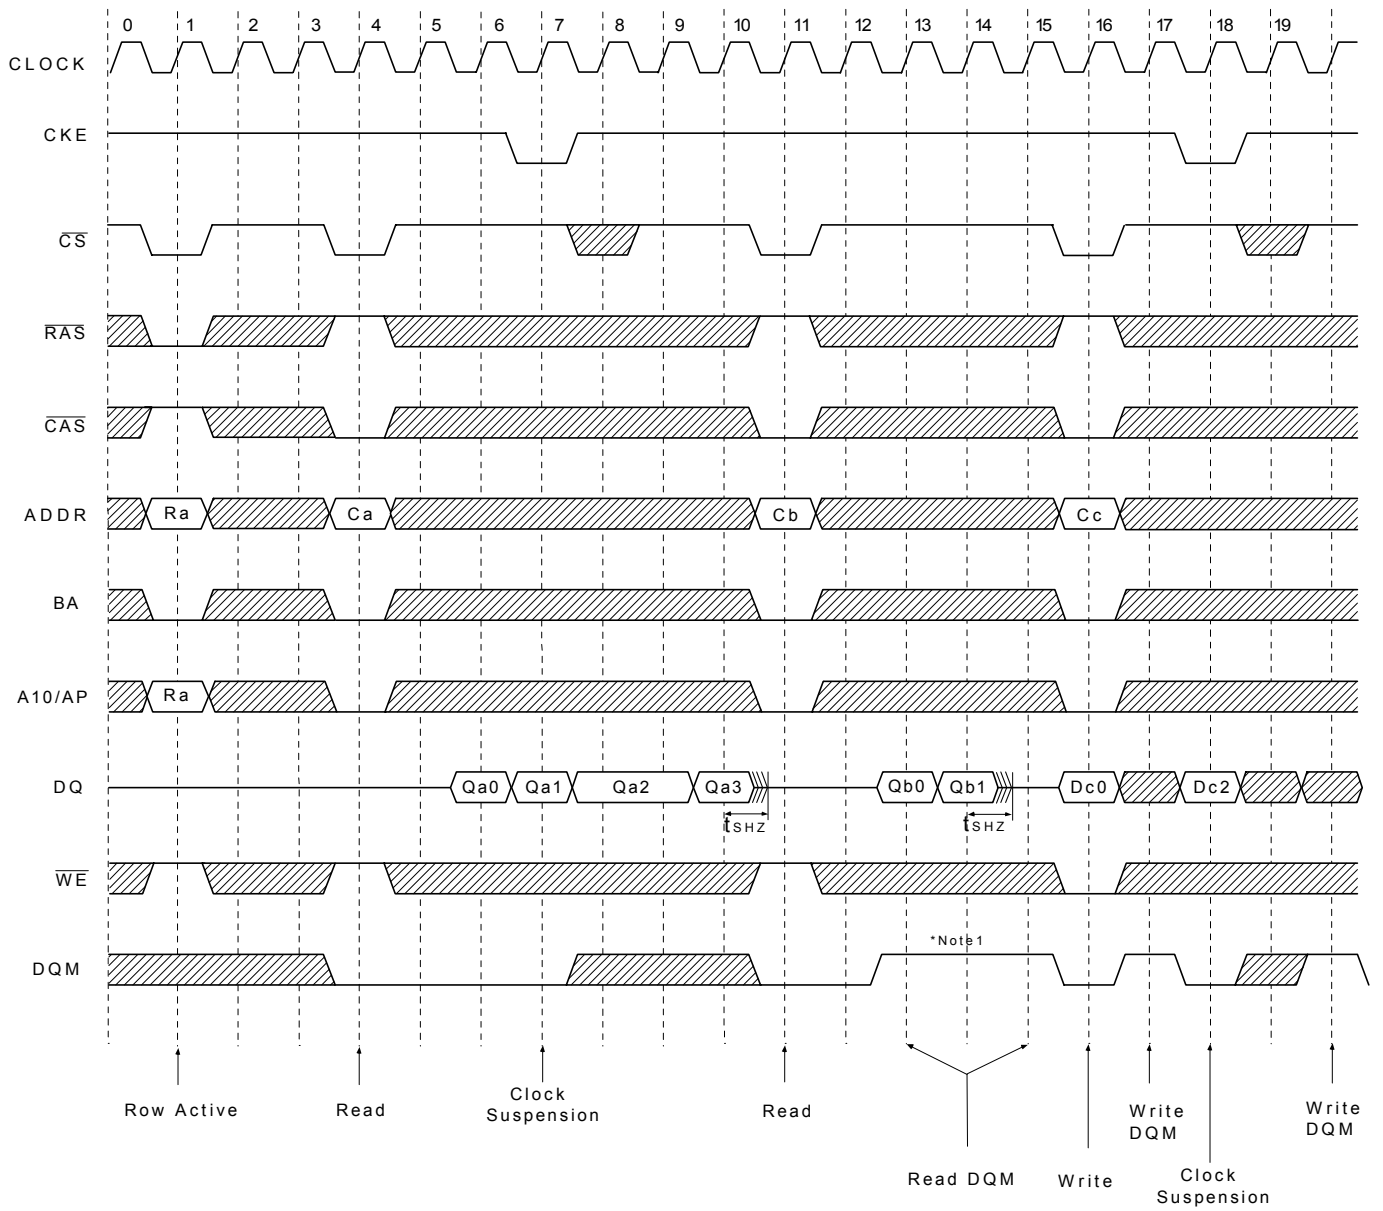 0 1 2 3 4 5 6 7 8 9 10 11 12 13 14 15 16 17 18 19
CLOCK
CKE
CS
RAS
CAS
ADDR Ra Ca Cb Cc
BA
A10/AP Ra
DQ Qa0 Qa1 Qa2 Qa3 Qb0 Qb1 Dc0 Dc2
tSHZ tSHZ
WE
*Note1
DQM
Row Active
Read
Clock
Suspension
Read
Read DQM
Write
Write
DQM
Clock
Suspension
Write
DQM